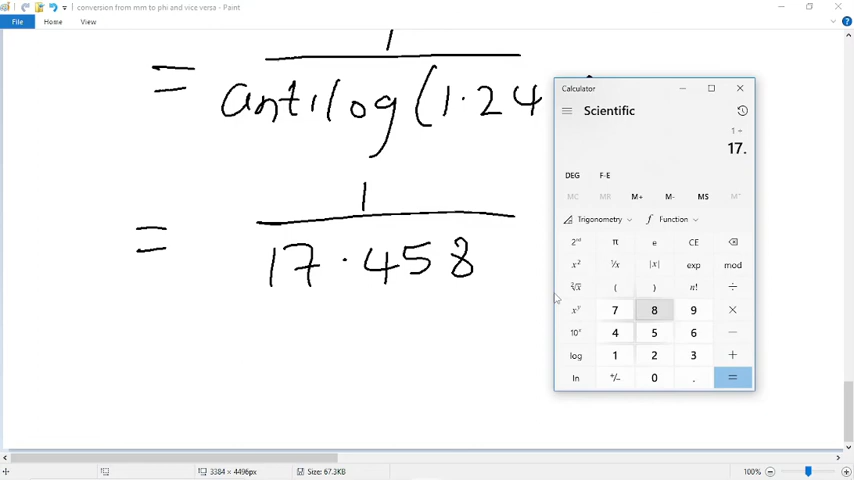 conversion from mm to phi and vice versa - Paint
File Home View
1
= antilog(1.24
1
= 17.458
Calculator
Scientific
1 ÷
17.
DEG F-E
MC MR M+ M- MS M˅
Trigonometry Function
2ⁿᵈ π e CE
x² ¹/x |x| exp mod
²√x ( ) n! ÷
xʸ 7 8 9 ×
10ˣ 4 5 6 −
log 1 2 3 +
ln +/- 0 . =
3384 × 4496px Size: 67.3KB 100%